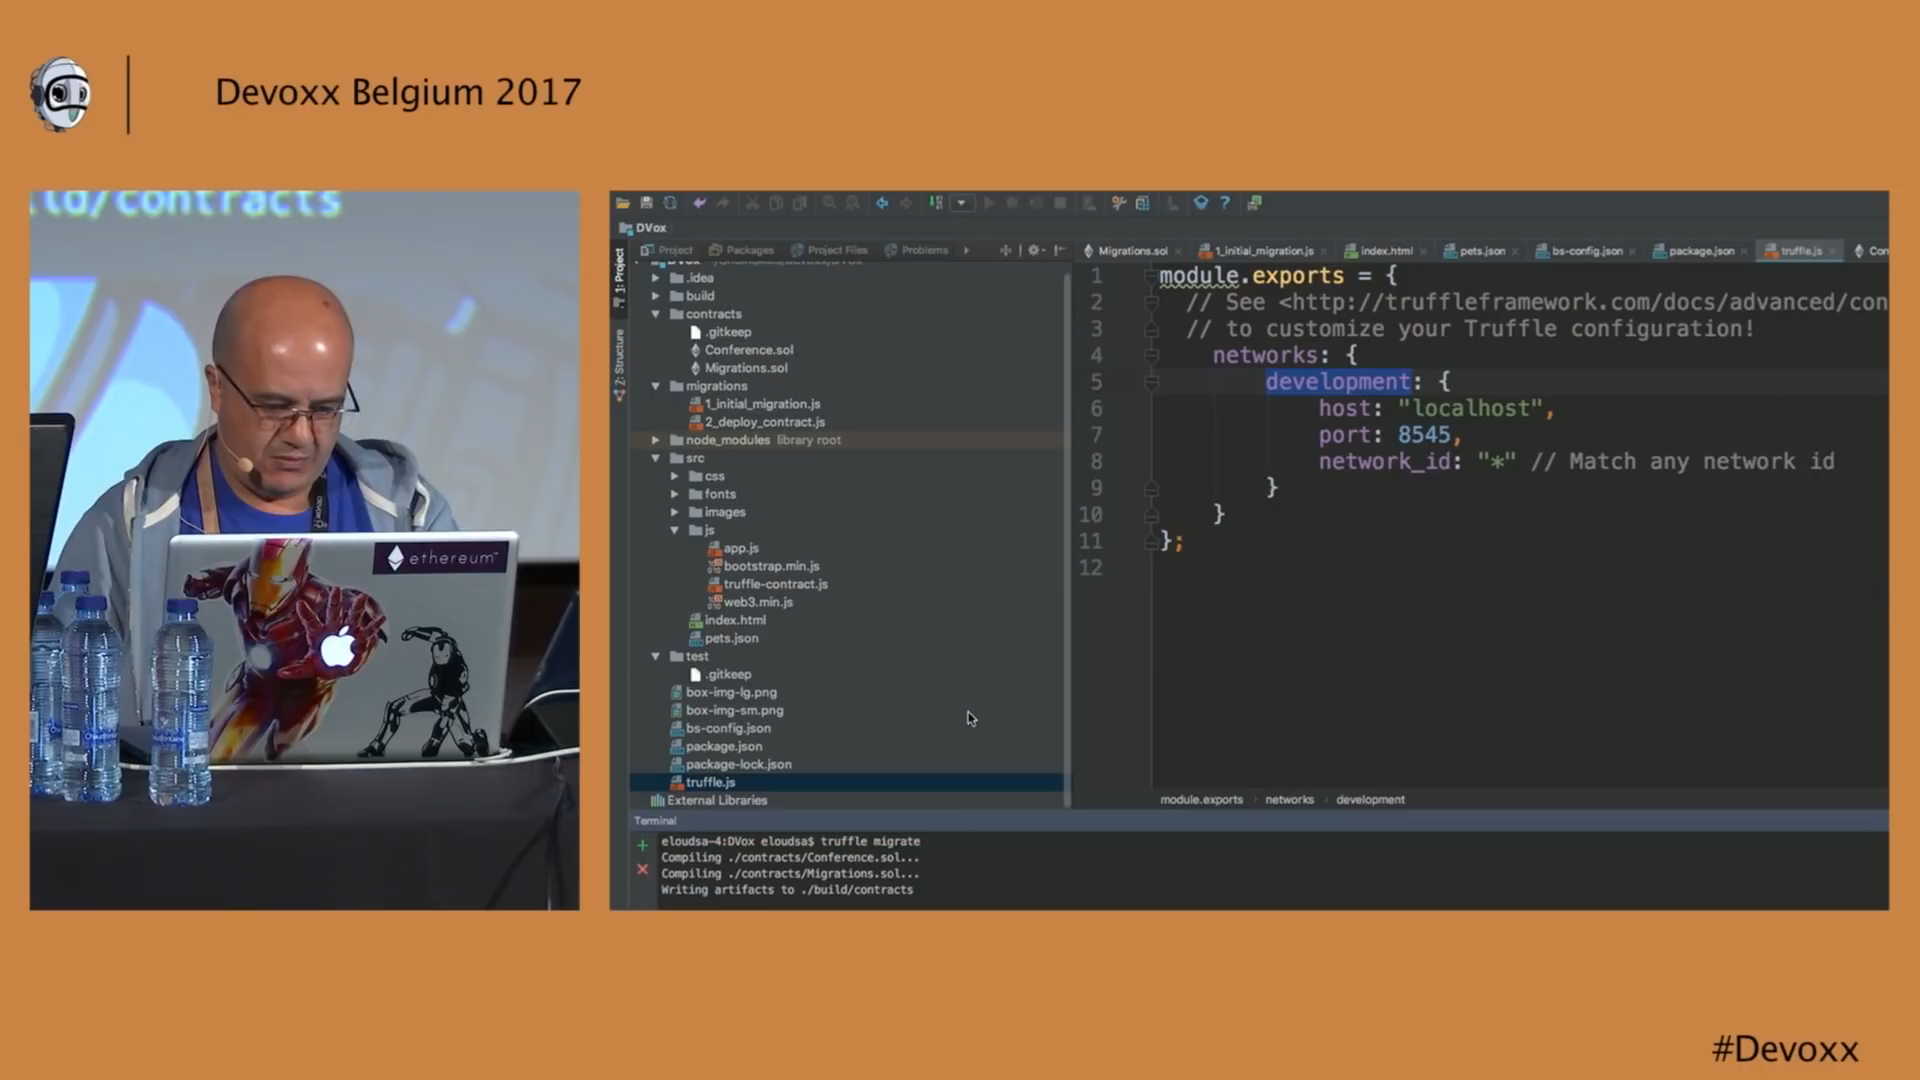 Devoxx Belgium 2017
ild/contracts
ethereum
DVox
Project
Packages
Project Files
Problems
Migrations.sol
1_initial_migration.js
index.html
pets.json
bs-config.json
package.json
truffle.js
Con
1: Project
Z: Structure
.idea
build
contracts
.gitkeep
Conference.sol
Migrations.sol
migrations
1_initial_migration.js
2_deploy_contract.js
node_modules library root
src
css
fonts
images
js
app.js
bootstrap.min.js
truffle-contract.js
web3.min.js
index.html
pets.json
test
.gitkeep
box-img-lg.png
box-img-sm.png
bs-config.json
package.json
package-lock.json
truffle.js
External Libraries
1 module.exports = {
2 // See <http://truffleframework.com/docs/advanced/con
3 // to customize your Truffle configuration!
4 networks: {
5 development: {
6 host: "localhost",
7 port: 8545,
8 network_id: "*" // Match any network id
9 }
10 }
11 };
12
module.exports › networks › development
Terminal
eloudsa-4:DVox eloudsa$ truffle migrate
Compiling ./contracts/Conference.sol...
Compiling ./contracts/Migrations.sol...
Writing artifacts to ./build/contracts
#Devoxx